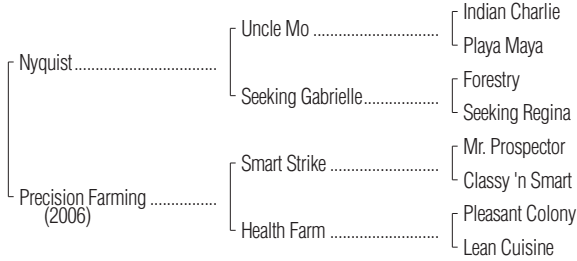 Indian Charlie
Uncle Mo ........................................
Playa Maya
Nyquist ...................................
Forestry
Seeking Gabrielle .....................
Seeking Regina
Mr. Prospector
Smart Strike ..............................
Classy 'n Smart
Precision Farming ................
(2006)
Pleasant Colony
Health Farm ...............................
Lean Cuisine